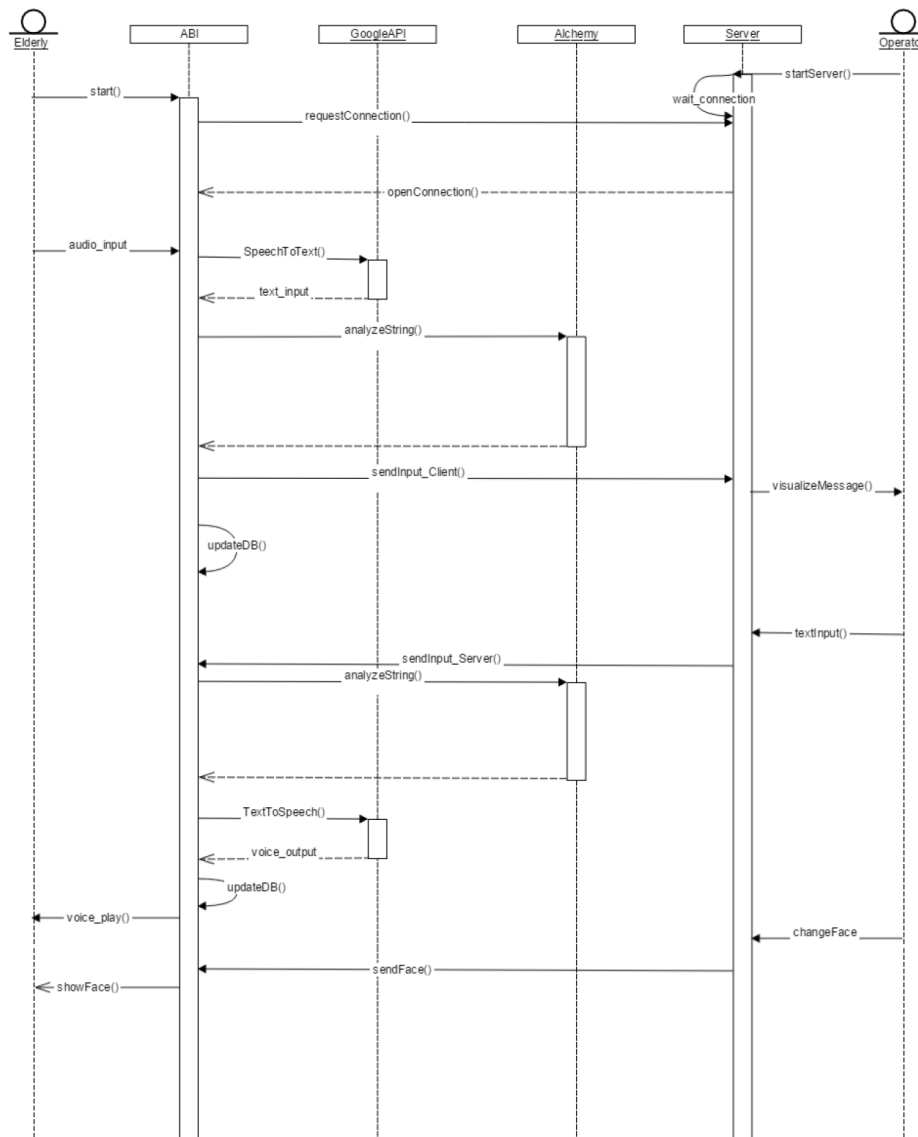 Elderly
ABI
GoogleAPI
Alchemy
Server
Operato
startServer()
start()
wait_connection
requestConnection()
openConnection()
audio_input
SpeechToText()
text_input
analyzeString()
sendInput_Client()
visualizeMessage()
updateDB()
textInput()
sendInput_Server()
analyzeString()
TextToSpeech()
voice_output
updateDB()
voice_play()
changeFace
sendFace()
showFace()